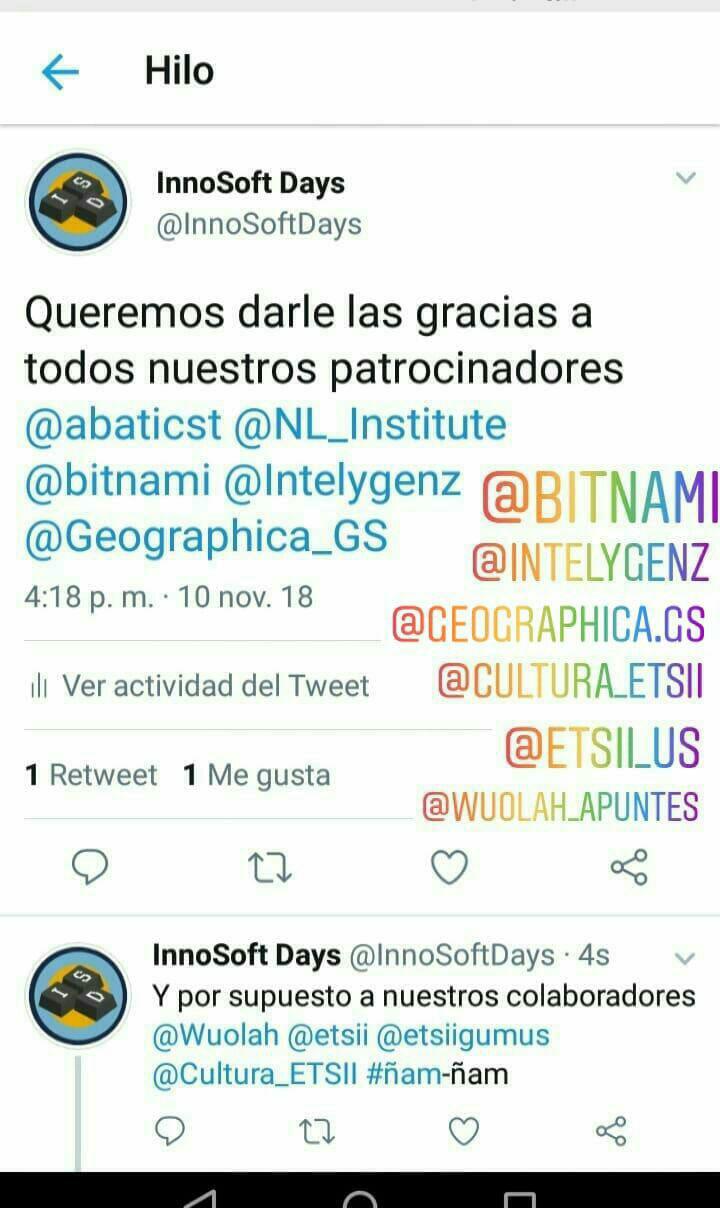 Hilo
InnoSoft Days
@InnoSoftDays
Queremos darle las gracias a
todos nuestros patrocinadores
@abaticst @NL_Institute
@bitnami @Intelygenz
@Geographica_GS
4:18 p. m. · 10 nov. 18
@BITNAMI
@INTELYGENZ
@GEOGRAPHICA.GS
@CULTURA_ETSII
@ETSII_US
@WUOLAH_APUNTES
Ver actividad del Tweet
1 Retweet 1 Me gusta
InnoSoft Days @InnoSoftDays · 4s
Y por supuesto a nuestros colaboradores
@Wuolah @etsii @etsiigumus
@Cultura_ETSII #ñam-ñam
I S D
I S D